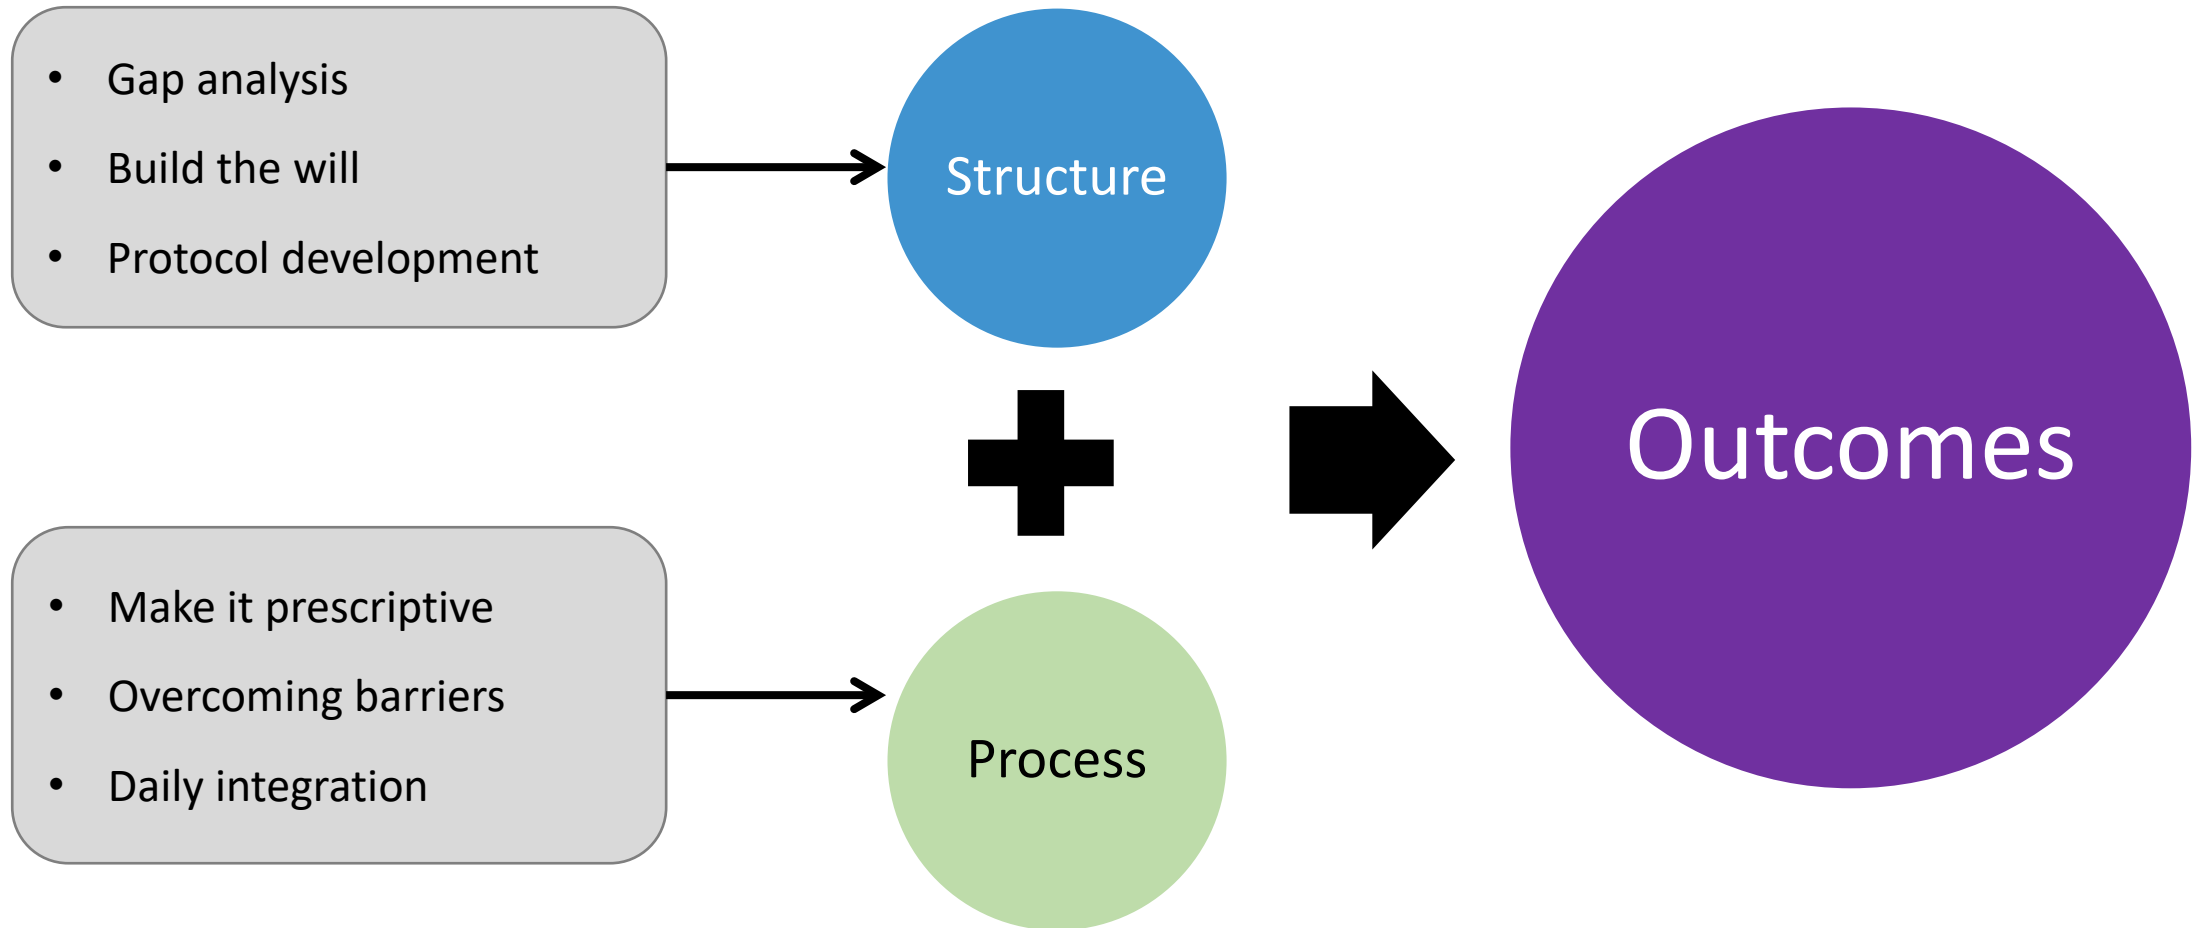 • Gap analysis
• Build the will
• Protocol development
Structure
Outcomes
• Make it prescriptive
• Overcoming barriers
• Daily integration
Process